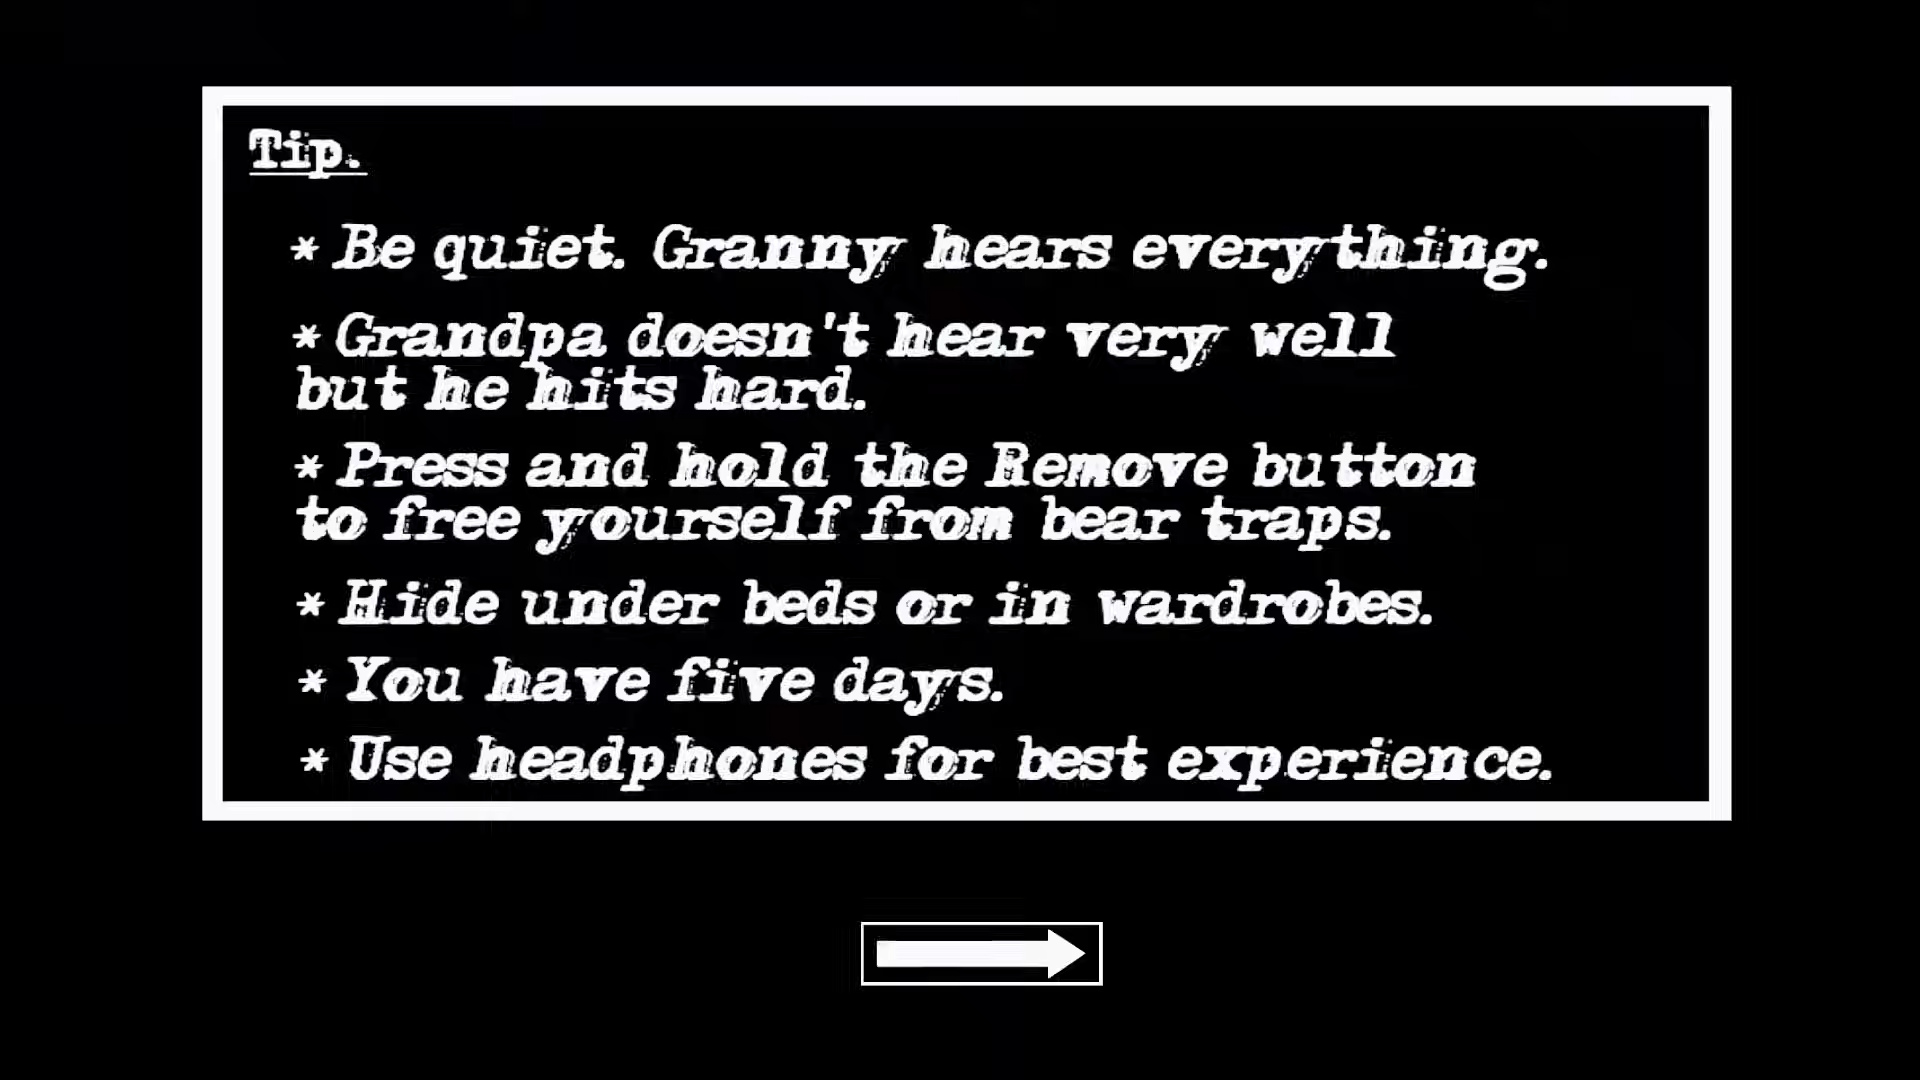 Tip.
* Be quiet. Granny hears everything.
* Grandpa doesn't hear very well
but he hits hard.
* Press and hold the Remove button
to free yourself from bear traps.
* Hide under beds or in wardrobes.
* You have five days.
* Use headphones for best experience.